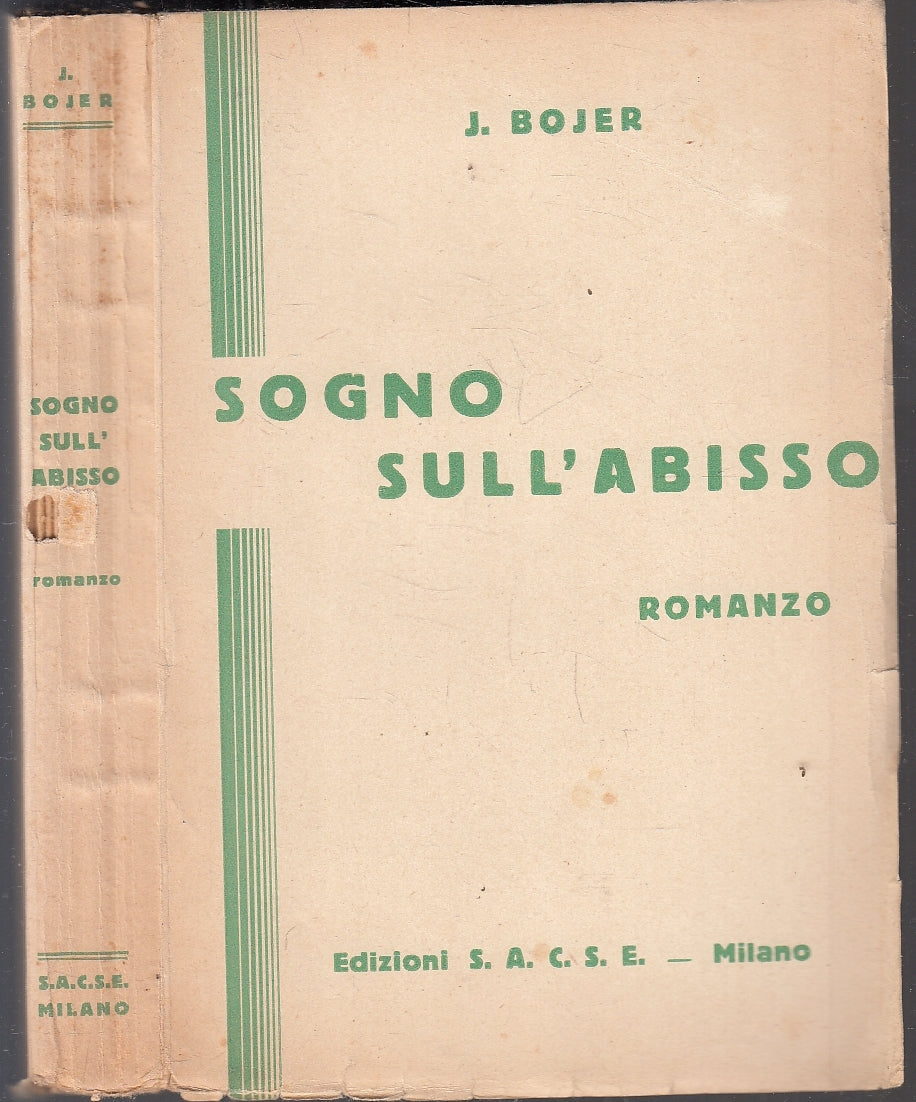 J.
BOJER
SOGNO
SULL'
ABISSO
romanzo
S.A.C.S.E.
MILANO
J. BOJER
SOGNO
SULL'ABISSO
ROMANZO
Edizioni S. A. C. S. E. — Milano